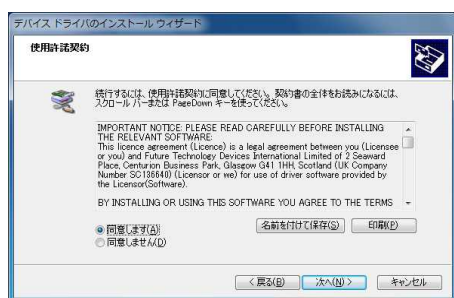 デバイス ドライバのインストール ウィザード
使用許諾契約
続行するには、使用許諾契約に同意してください。契約書の全体をお読みになるには、
スクロール バーまたは PageDown キーを使ってください。
IMPORTANT NOTICE: PLEASE READ CAREFULLY BEFORE INSTALLING
THE RELEVANT SOFTWARE:
This licence agreement (Licence) is a legal agreement between you (Licensee
or you) and Future Technology Devices International Limited of 2 Seaward
Place, Centurion Business Park, Glasgow G41 1HH, Scotland (UK Company
Number SC136640) (Licensor or we) for use of driver software provided by
the Licensor(Software).
BY INSTALLING OR USING THIS SOFTWARE YOU AGREE TO THE TERMS
同意します(A)
名前を付けて保存(S) 印刷(P)
同意しません(D)
< 戻る(B) 次へ(N) > キャンセル